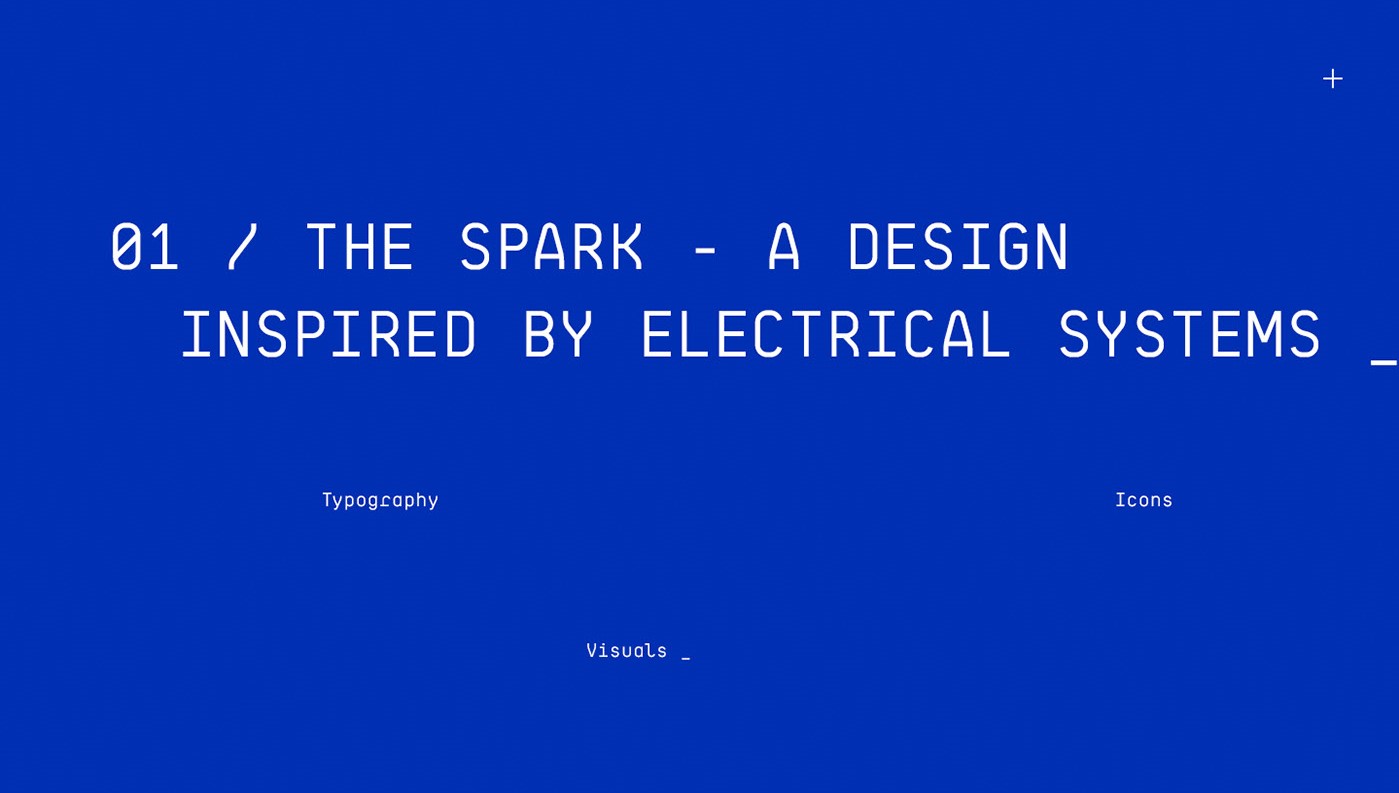 01 / THE SPARK - A DESIGN
INSPIRED BY ELECTRICAL SYSTEMS _
Typography
Icons
Visuals _